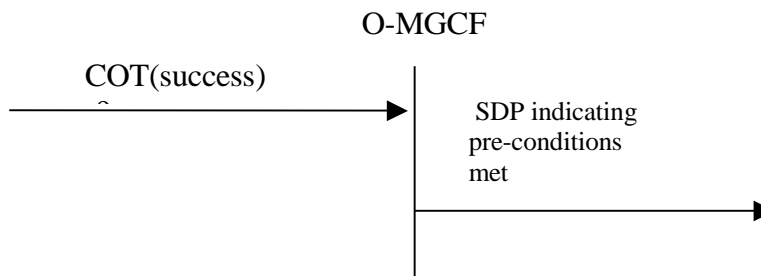 O-MGCF
COT(success)
SDP indicating
pre-conditions
met